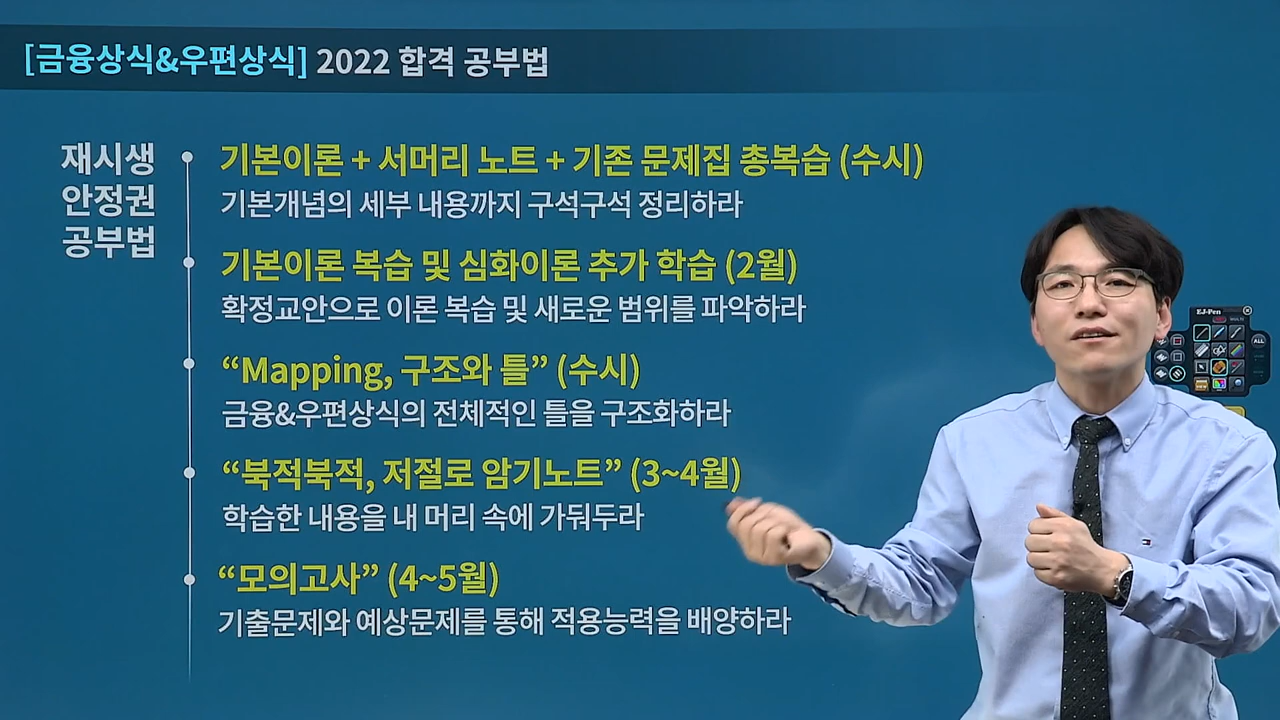 [금융상식&우편상식] 2022 합격 공부법
재시생
안정권
공부법
기본이론 + 서머리 노트 + 기존 문제집 총복습 (수시)
기본개념의 세부 내용까지 구석구석 정리하라
기본이론 복습 및 심화이론 추가 학습 (2월)
확정교안으로 이론 복습 및 새로운 범위를 파악하라
“Mapping, 구조와 틀” (수시)
금융&우편상식의 전체적인 틀을 구조화하라
“북적북적, 저절로 암기노트” (3~4월)
학습한 내용을 내 머리 속에 가둬두라
“모의고사” (4~5월)
기출문제와 예상문제를 통해 적용능력을 배양하라
EJ-Pen
ALL